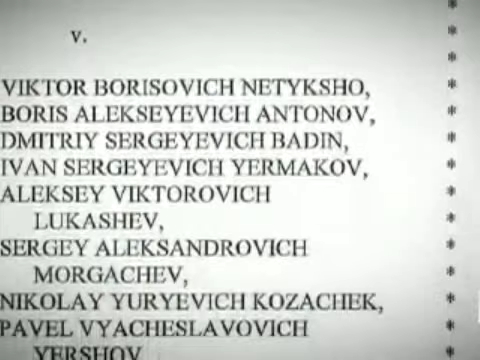 *
v. *
*
VIKTOR BORISOVICH NETYKSHO, *
BORIS ALEKSEYEVICH ANTONOV, *
DMITRIY SERGEYEVICH BADIN, *
IVAN SERGEYEVICH YERMAKOV, *
ALEKSEY VIKTOROVICH *
LUKASHEV, *
SERGEY ALEKSANDROVICH *
MORGACHEV, *
NIKOLAY YURYEVICH KOZACHEK, *
PAVEL VYACHESLAVOVICH *
YERSHOV *